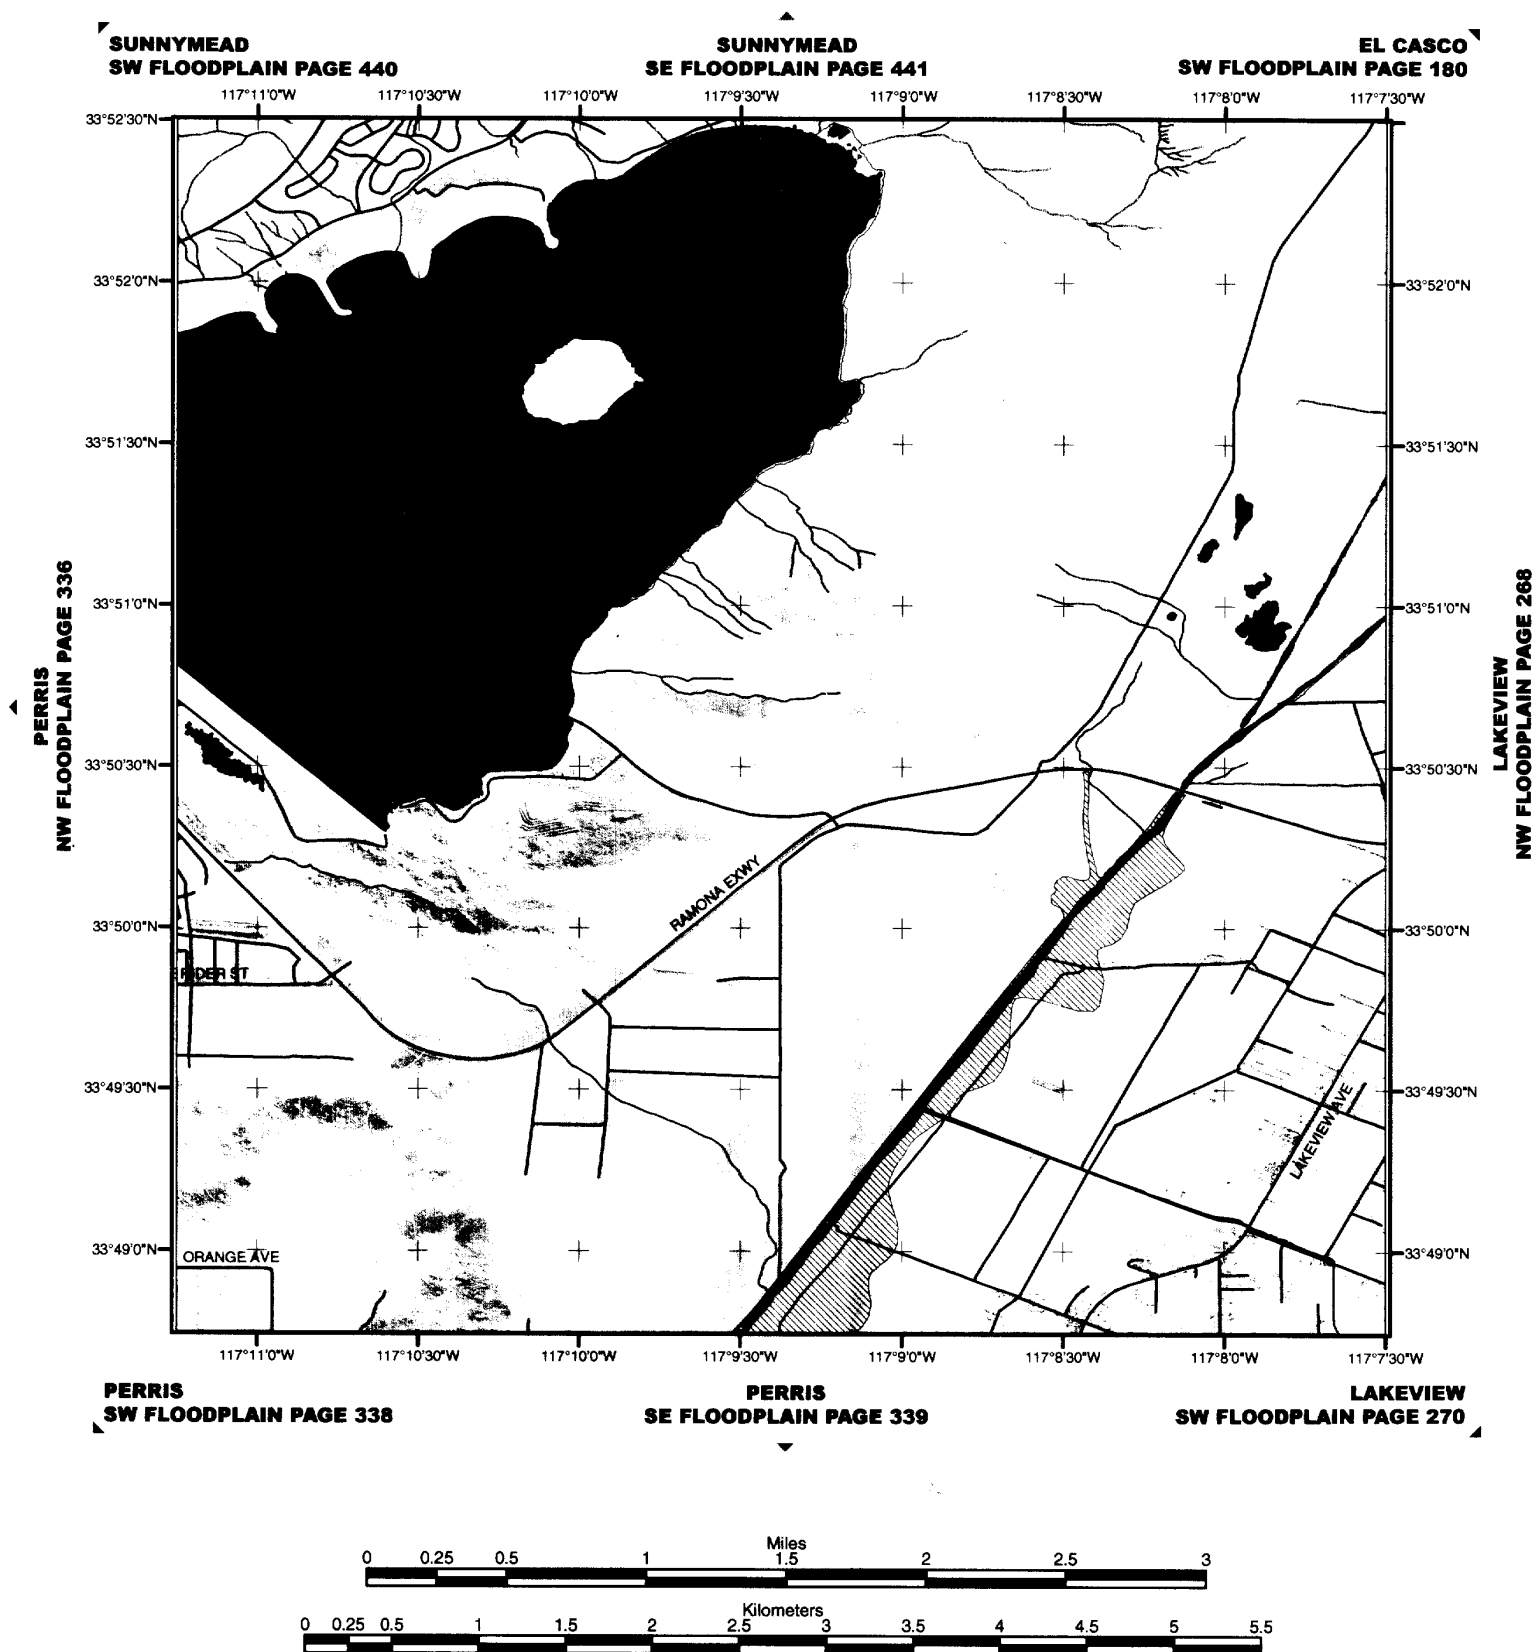 SUNNYMEAD
SW FLOODPLAIN PAGE 440
SUNNYMEAD
SE FLOODPLAIN PAGE 441
EL CASCO
SW FLOODPLAIN PAGE 180
117°11'0"W
117°10'30"W
117°10'0"W
117°9'30"W
117°9'0"W
117°8'30"W
117°8'0"W
117°7'30"W
33°52'30"N
33°52'0"N
33°52'0"N
33°51'30"N
33°51'30"N
33°51'0"N
33°51'0"N
PERRIS
NW FLOODPLAIN PAGE 336
LAKEVIEW
NW FLOODPLAIN PAGE 268
33°50'30"N
33°50'30"N
RAMONA EXWY
33°50'0"N
33°50'0"N
E RIDER ST
33°49'30"N
33°49'30"N
LAKEVIEW AVE
33°49'0"N
33°49'0"N
ORANGE AVE
117°11'0"W
117°10'30"W
117°10'0"W
117°9'30"W
117°9'0"W
117°8'30"W
117°8'0"W
117°7'30"W
PERRIS
SW FLOODPLAIN PAGE 338
PERRIS
SE FLOODPLAIN PAGE 339
LAKEVIEW
SW FLOODPLAIN PAGE 270
Miles
0 0.25 0.5 1 1.5 2 2.5 3
Kilometers
0 0.25 0.5 1 1.5 2 2.5 3 3.5 4 4.5 5 5.5